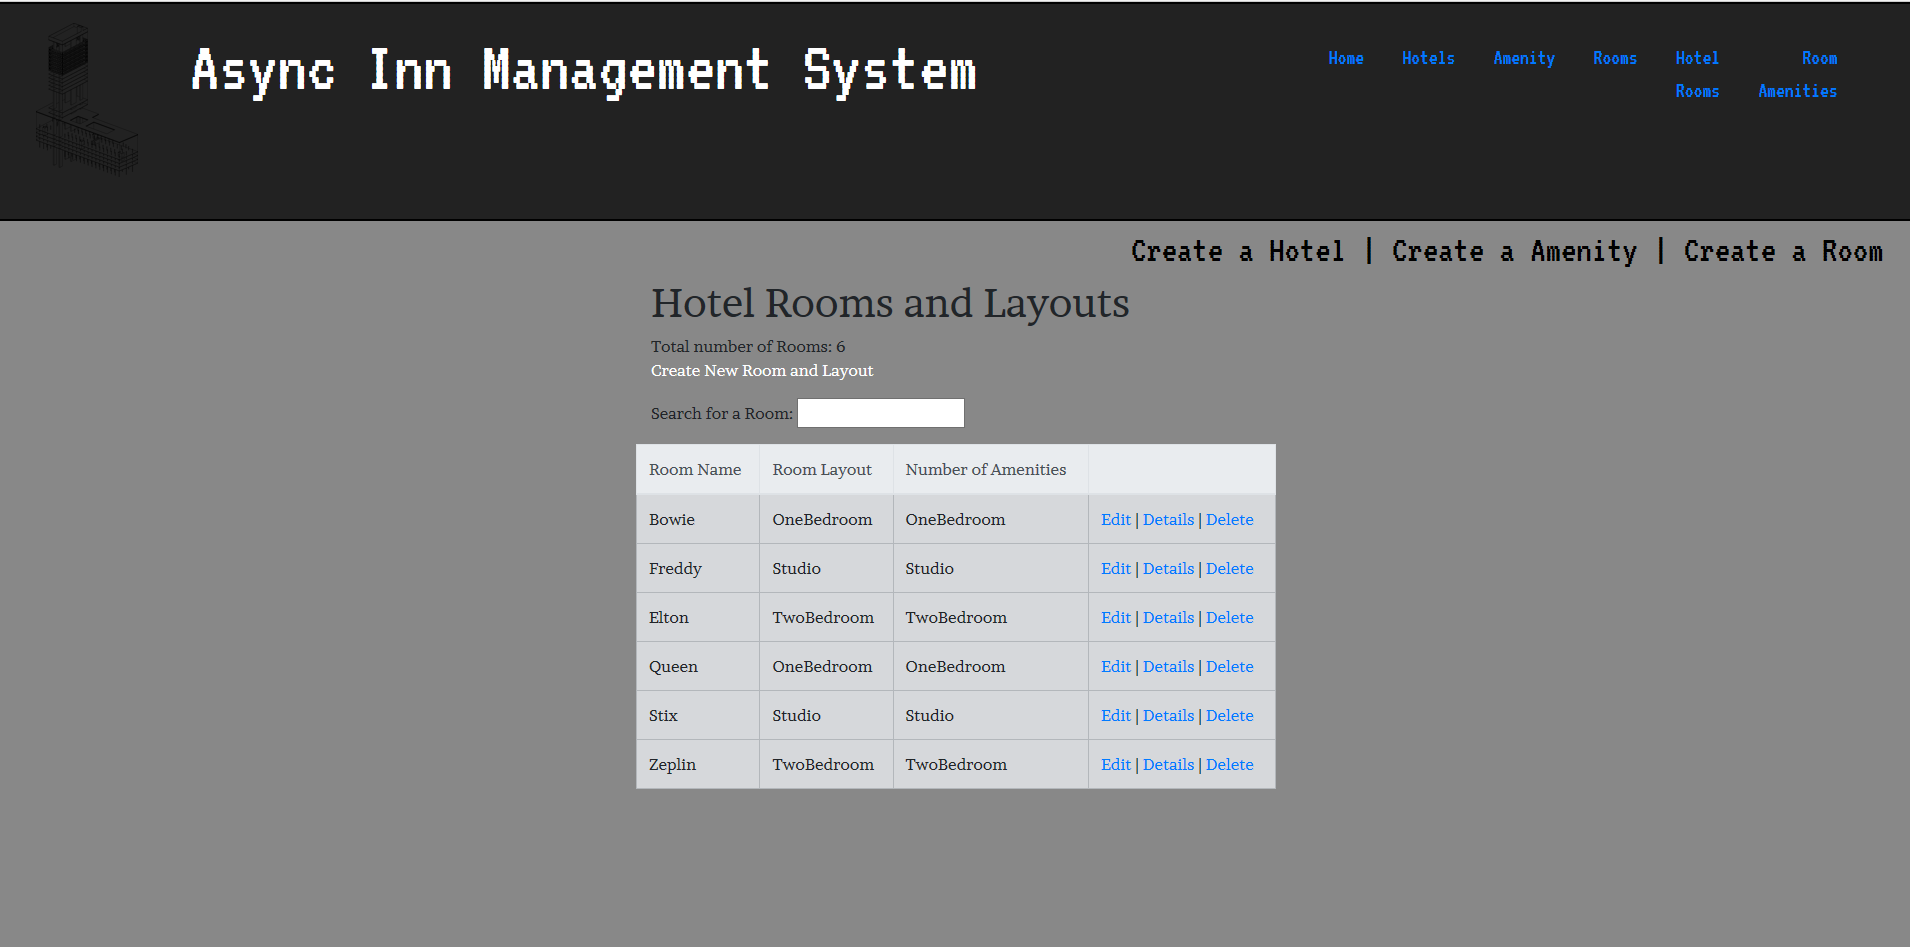 Async Inn Management System
Home Hotels Amenity Rooms Hotel Rooms Room Amenities
Create a Hotel | Create a Amenity | Create a Room
Hotel Rooms and Layouts
Total number of Rooms: 6
Create New Room and Layout
Search for a Room:
Room Name Room Layout Number of Amenities
Bowie OneBedroom OneBedroom Edit | Details | Delete
Freddy Studio Studio Edit | Details | Delete
Elton TwoBedroom TwoBedroom Edit | Details | Delete
Queen OneBedroom OneBedroom Edit | Details | Delete
Stix Studio Studio Edit | Details | Delete
Zeplin TwoBedroom TwoBedroom Edit | Details | Delete